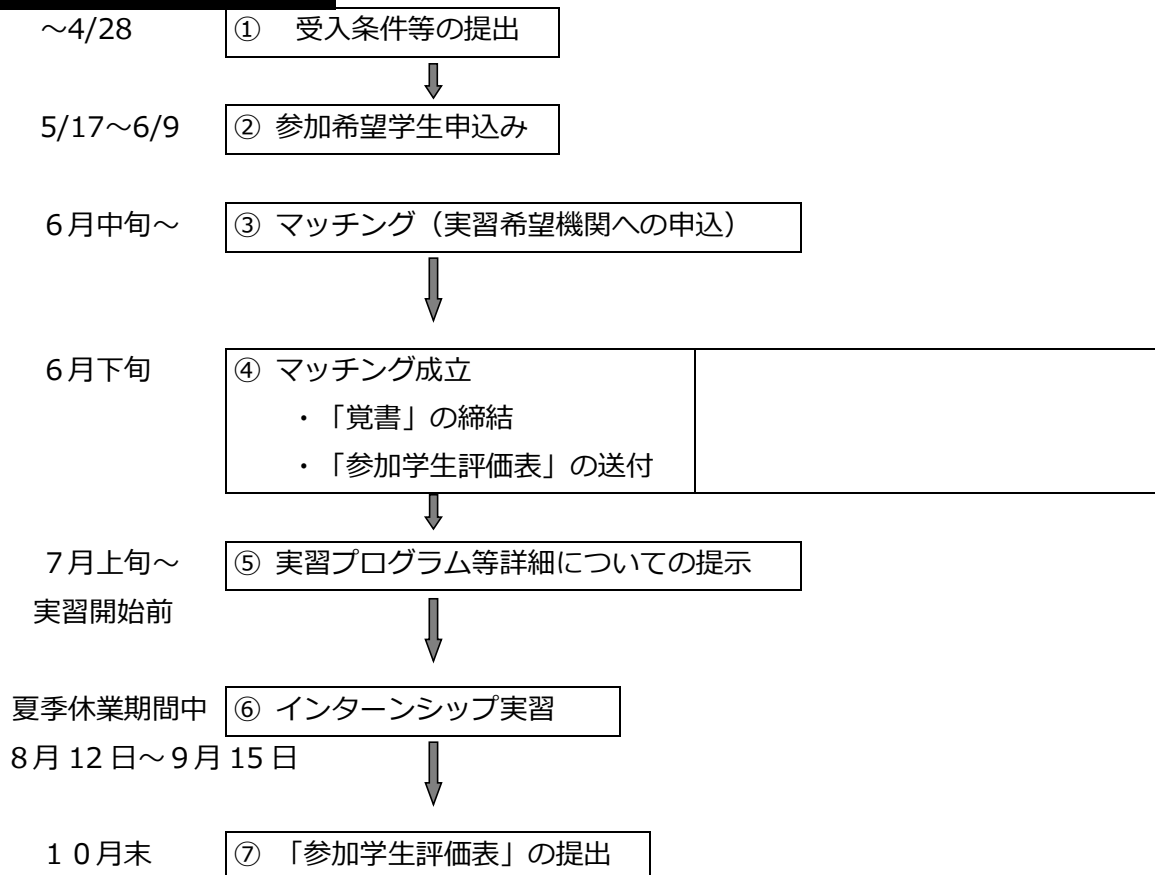 ～4/28 ① 受入条件等の提出
5/17～6/9 ② 参加希望学生申込み
６月中旬～ ③ マッチング（実習希望機関への申込）
６月下旬 ④ マッチング成立
・「覚書」の締結
・「参加学生評価表」の送付
７月上旬～ ⑤ 実習プログラム等詳細についての提示
実習開始前
夏季休業期間中 ⑥ インターンシップ実習
８月 12 日～９月 15 日
１０月末 ⑦ 「参加学生評価表」の提出